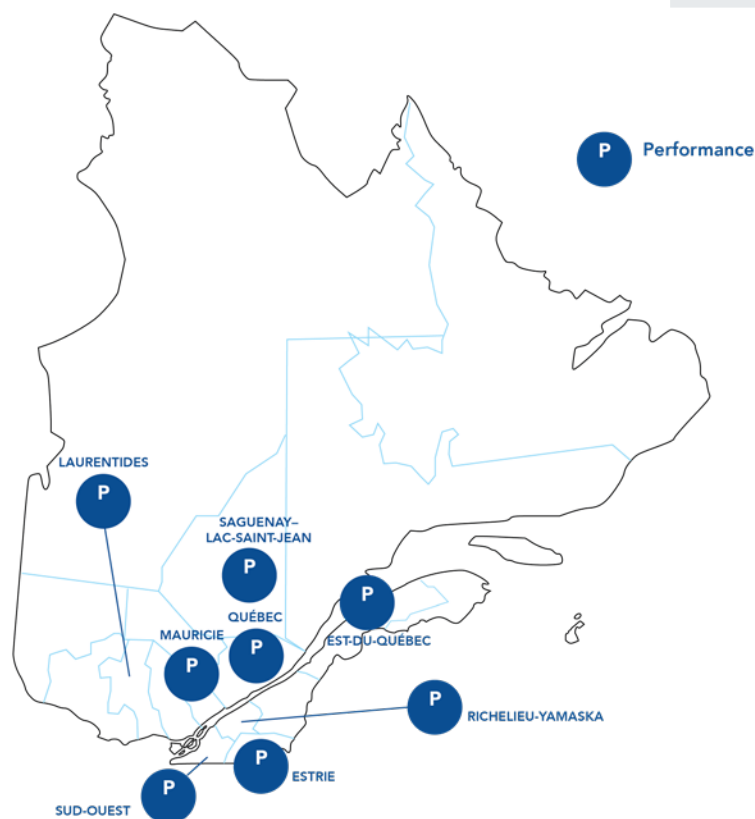 P
Performance
LAURENTIDES
P
SAGUENAY–
LAC-SAINT-JEAN
P
QUÉBEC
P
MAURICIE
P
P
EST-DU-QUÉBEC
P
RICHELIEU-YAMASKA
P
ESTRIE
P
SUD-OUEST